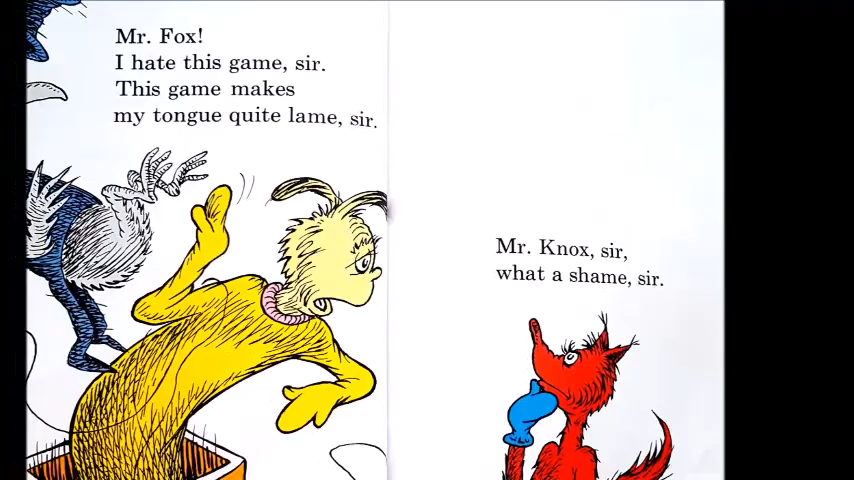 Mr. Fox!
I hate this game, sir.
This game makes
my tongue quite lame, sir.
Mr. Knox, sir,
what a shame, sir.